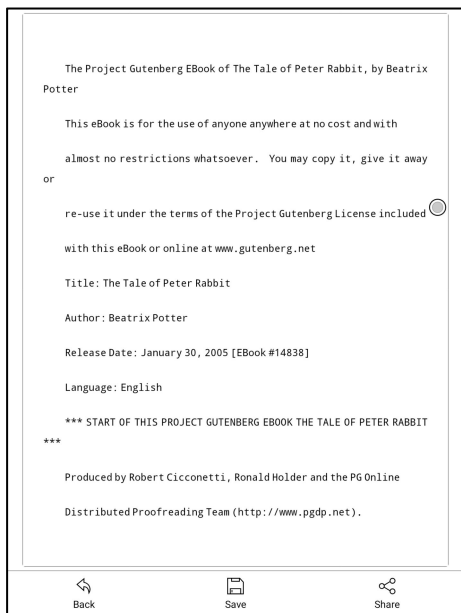 The Project Gutenberg EBook of The Tale of Peter Rabbit, by Beatrix
Potter
This eBook is for the use of anyone anywhere at no cost and with
almost no restrictions whatsoever.  You may copy it, give it away
or
re-use it under the terms of the Project Gutenberg License included
with this eBook or online at www.gutenberg.net
Title: The Tale of Peter Rabbit
Author: Beatrix Potter
Release Date: January 30, 2005 [EBook #14838]
Language: English
*** START OF THIS PROJECT GUTENBERG EBOOK THE TALE OF PETER RABBIT
***
Produced by Robert Cicconetti, Ronald Holder and the PG Online
Distributed Proofreading Team (http://www.pgdp.net).
Back Save Share